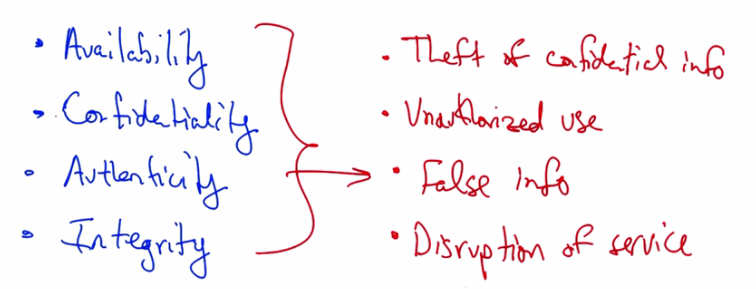 • Availability
• Confidentiality
• Authenticity
• Integrity
• Theft of confidential info
• Unauthorized use
• False info
• Disruption of service